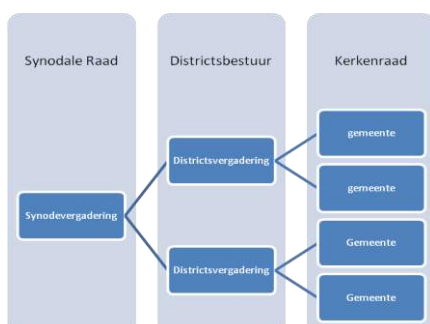 Synodale Raad
Districtsbestuur
Kerkenraad
Synodevergadering
Districtsvergadering
Districtsvergadering
gemeente
gemeente
Gemeente
Gemeente